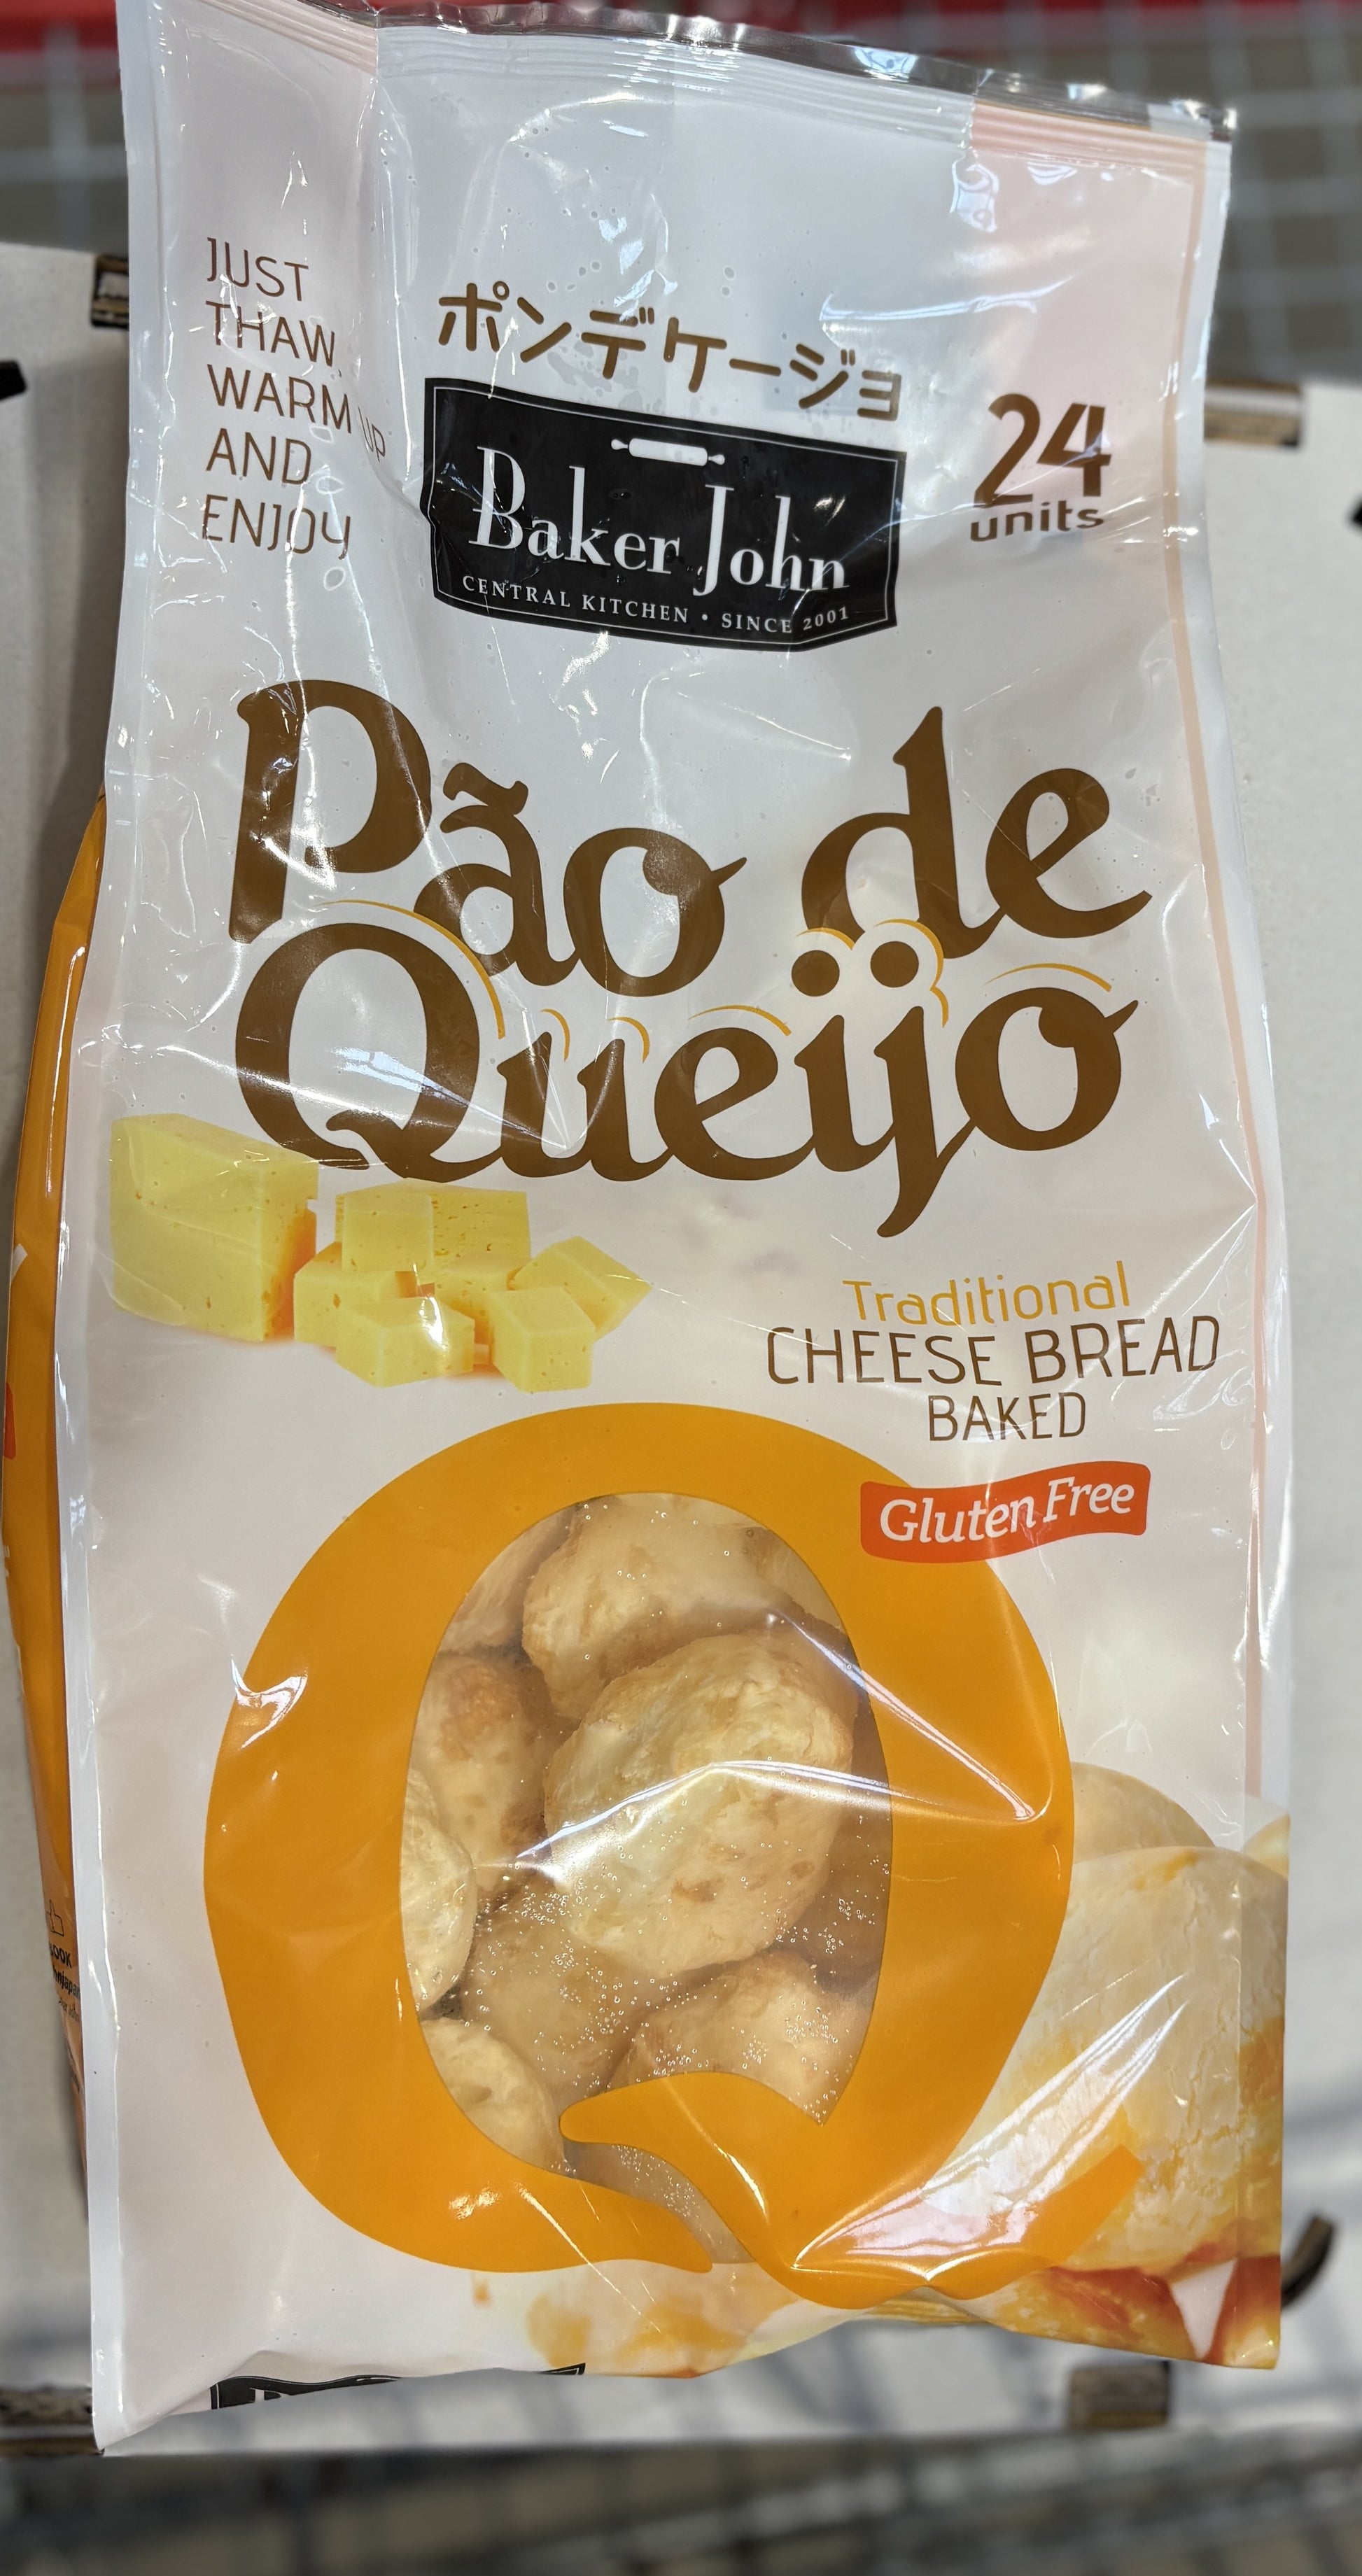 JUST
THAW,
WARM UP
AND
ENJOY
ポンデケージョ
Baker John
CENTRAL KITCHEN • SINCE 2001
24
units
Pão de
Queijo
Traditional
CHEESE BREAD
BAKED
Gluten Free